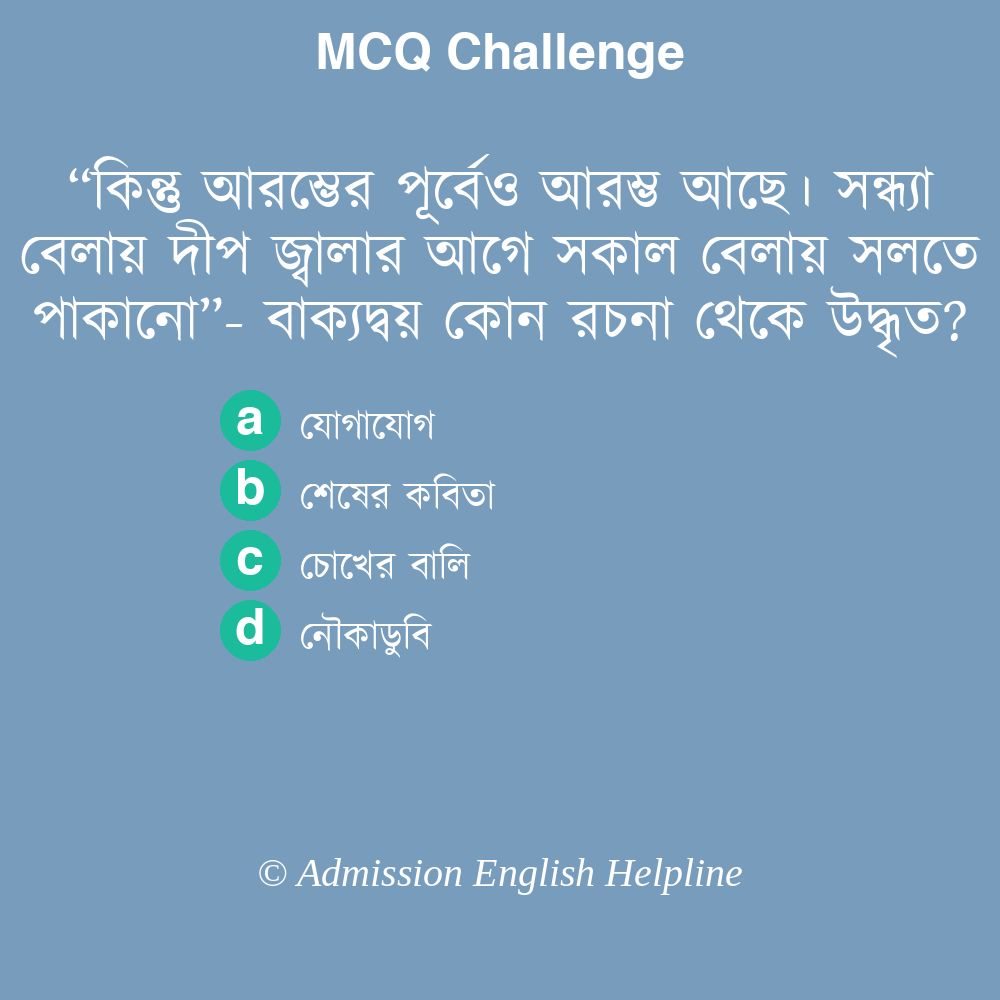 MCQ Challenge
“কিন্তু আরম্ভের পূর্বেও আরম্ভ আছে। সন্ধ্যা
বেলায় দীপ জ্বালার আগে সকাল বেলায় সলতে
পাকানো”- বাক্যদ্বয় কোন রচনা থেকে উদ্ধৃত?
a যোগাযোগ
b শেষের কবিতা
c চোখের বালি
d নৌকাডুবি
© Admission English Helpline